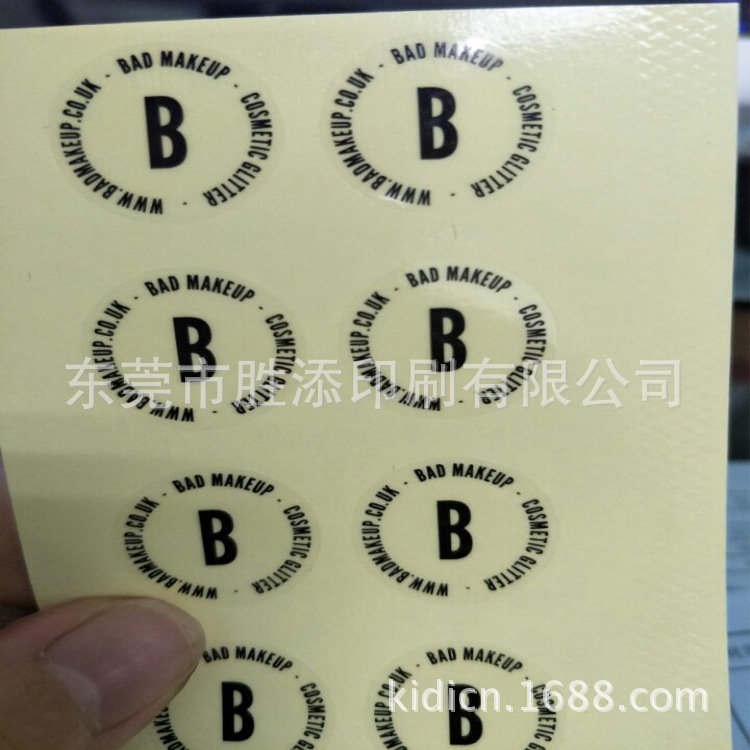 BAD MAKEUP - COSMETIC GLITTER - WWW.BADMAKEUP.CO.UK -
B
BAD MAKEUP - COSMETIC GLITTER - WWW.BADMAKEUP.CO.UK -
B
BAD MAKEUP - COSMETIC GLITTER - WWW.BADMAKEUP.CO.UK -
B
BAD MAKEUP - COSMETIC GLITTER - WWW.BADMAKEUP.CO.UK -
B
东莞市胜添印刷有限公司
BAD MAKEUP - COSMETIC GLITTER - WWW.BADMAKEUP.CO.UK -
B
BAD MAKEUP - COSMETIC GLITTER - WWW.BADMAKEUP.CO.UK -
B
BAD MAKEUP - COSMETIC
B
BAD MAKEUP - COSMETIC
B
kidicn.1688.com